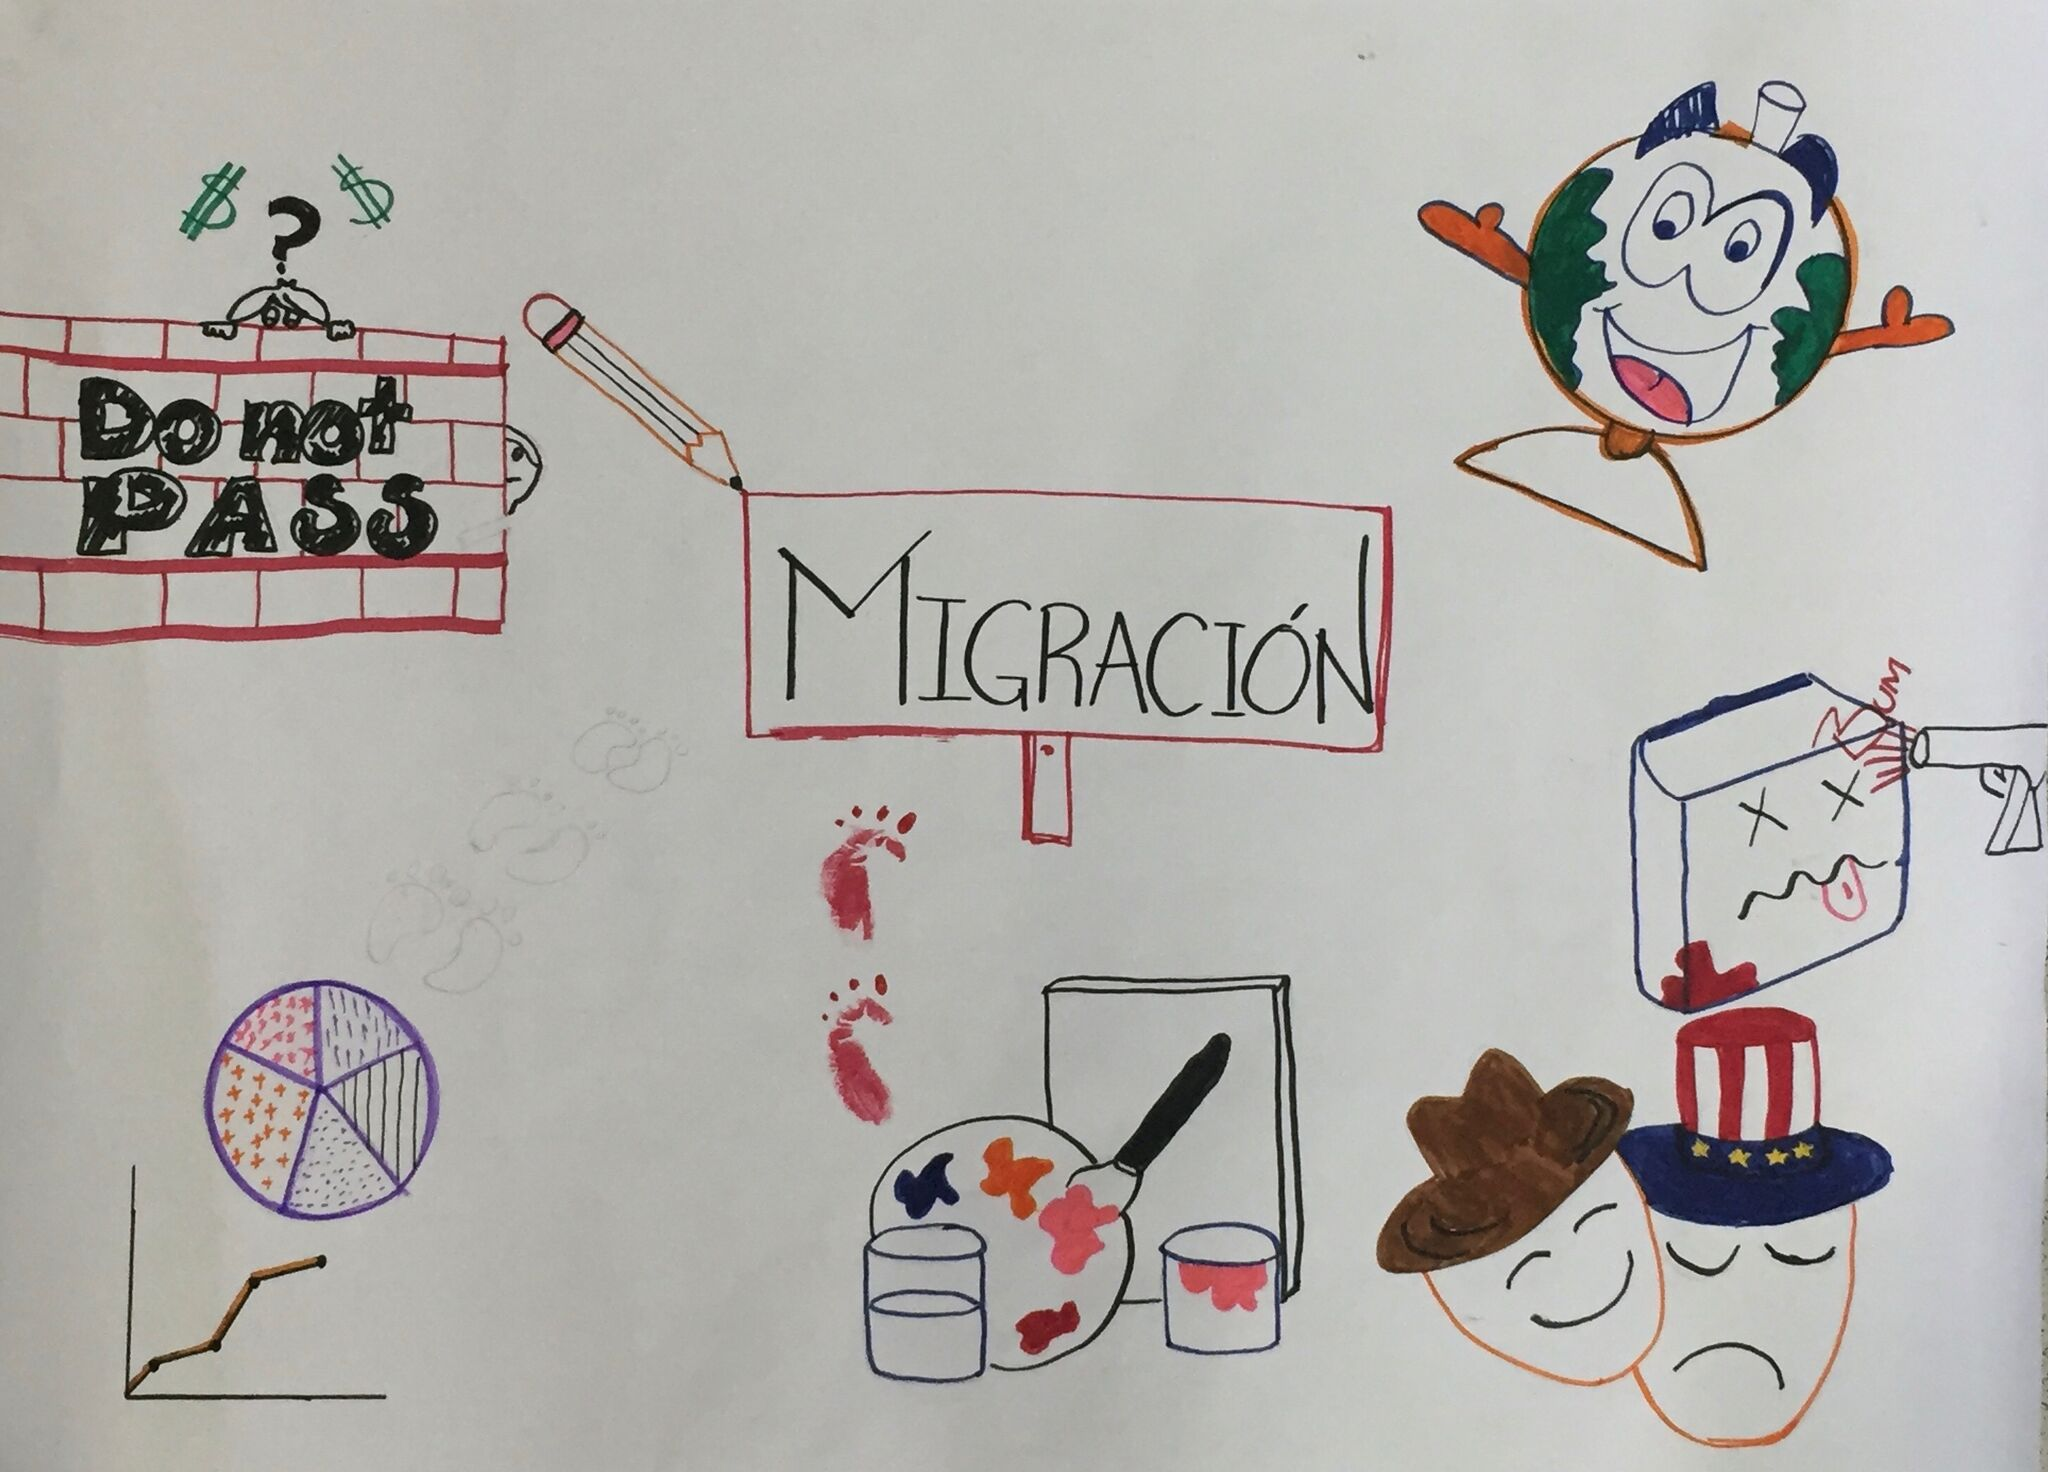 $ $
?
Do not
PASS
MIGRACIÓN